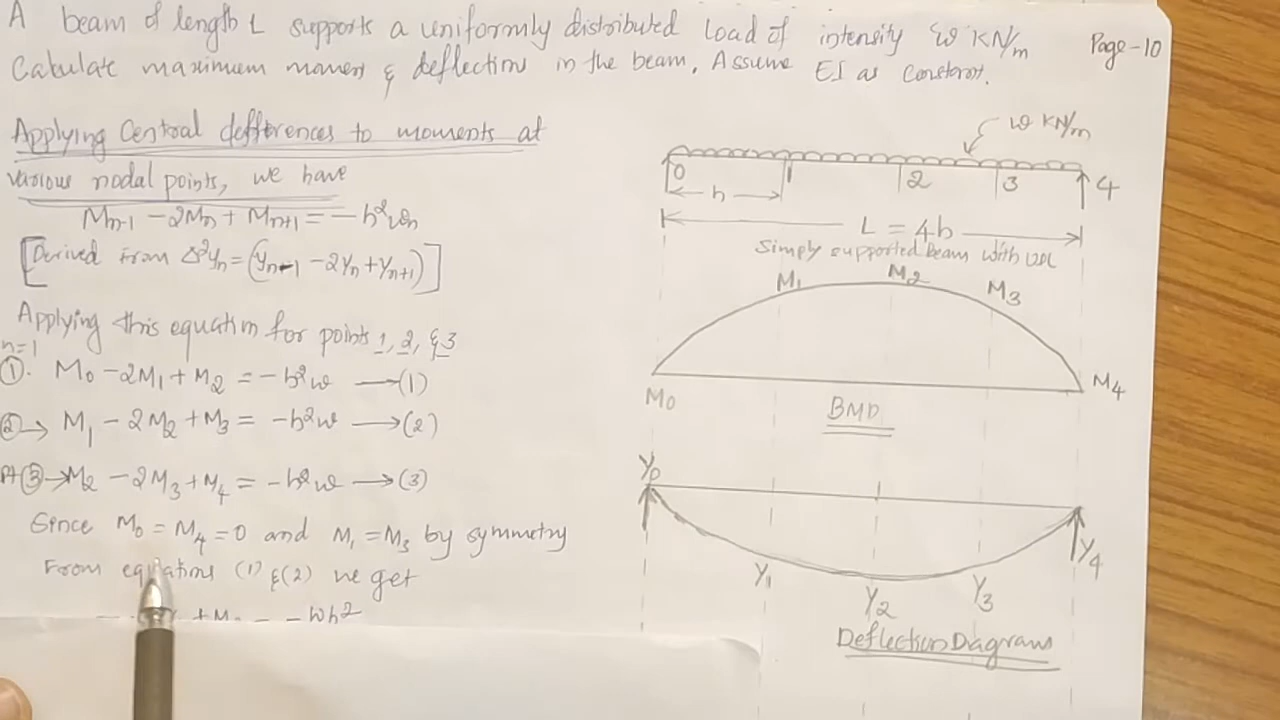 A beam of length L supports a uniformly distributed Load of intensity w KN/m
Calculate maximum moment & deflection in the beam, Assume EI as constant.
Page-10
Applying Central defferences to moments at
various nodal points, we have
Mn-1 - 2Mn + Mn+1 = - h²wn
[Derived from Δ²yn = (yn-1 - 2yn + yn+1)]
Applying this equation for points 1, 2, & 3
n=1
①. M0 - 2M1 + M2 = - h²w → (1)
② → M1 - 2M2 + M3 = - h²w → (2)
Pt ③ → M2 - 2M3 + M4 = - h²w → (3)
Since M0 = M4 = 0 and M1 = M3 by symmetry
From equations (1) & (2) we get
- wh²
w KN/m
0 1 2 3 4
h
L = 4h
Simply supported beam with UDL
M1 M2 M3
M0 M4
BMD
Y0
Y1 Y2 Y3 Y4
Deflection Diagram